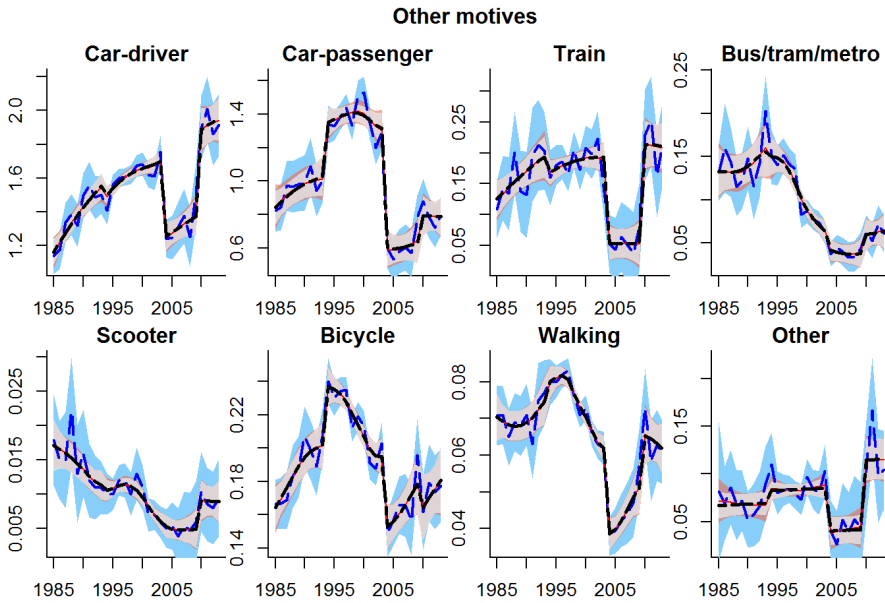 Other motives
Car-driver
Car-passenger
Train
Bus/tram/metro
1.2 1.6 2.0
0.6 1.0 1.4
0.05 0.15 0.25
0.05 0.15 0.25
1985 1995 2005
1985 1995 2005
1985 1995 2005
1985 1995 2005
Scooter
Bicycle
Walking
Other
0.005 0.015 0.025
0.14 0.18 0.22
0.04 0.06 0.08
0.05 0.15
1985 1995 2005
1985 1995 2005
1985 1995 2005
1985 1995 2005